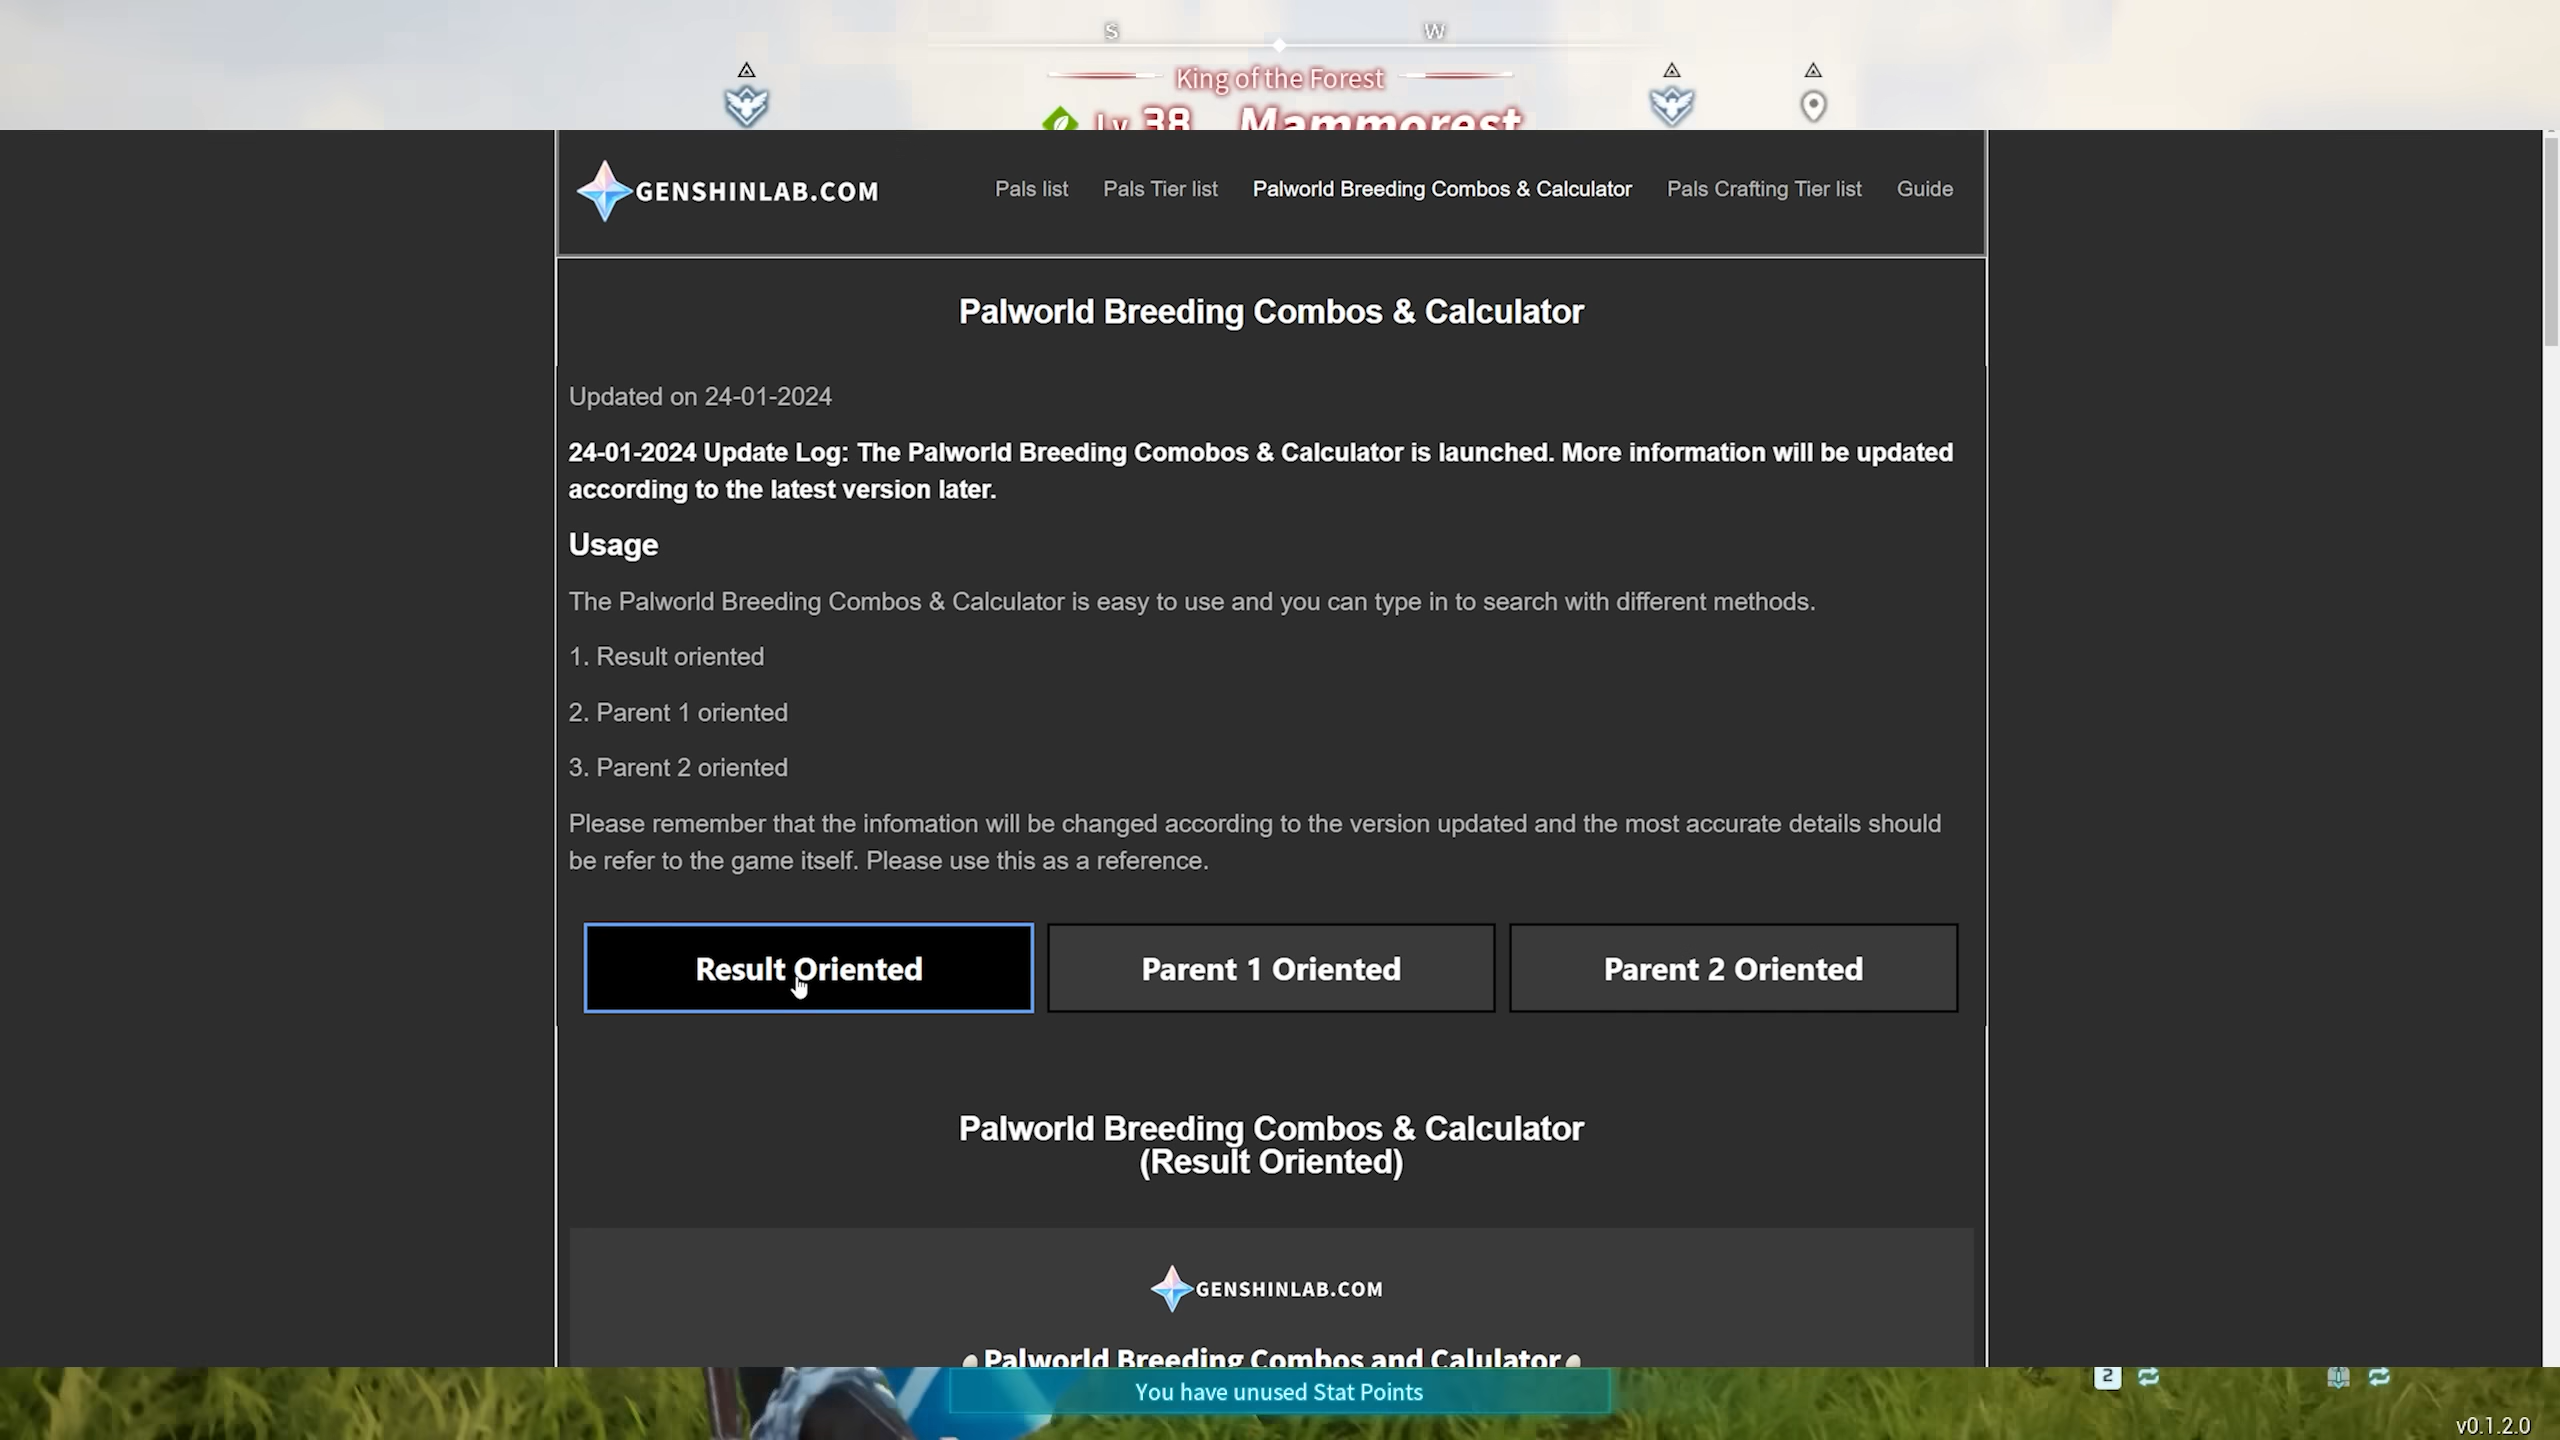 S W
King of the Forest
Lv 38 Mammorest
GENSHINLAB.COM
Pals list Pals Tier list Palworld Breeding Combos & Calculator Pals Crafting Tier list Guide
Palworld Breeding Combos & Calculator
Updated on 24-01-2024
24-01-2024 Update Log: The Palworld Breeding Comobos & Calculator is launched. More information will be updated
according to the latest version later.
Usage
The Palworld Breeding Combos & Calculator is easy to use and you can type in to search with different methods.
1. Result oriented
2. Parent 1 oriented
3. Parent 2 oriented
Please remember that the infomation will be changed according to the version updated and the most accurate details should
be refer to the game itself. Please use this as a reference.
Result Oriented Parent 1 Oriented Parent 2 Oriented
Palworld Breeding Combos & Calculator
(Result Oriented)
GENSHINLAB.COM
Palworld Breeding Combos and Calulator
2
You have unused Stat Points
v0.1.2.0